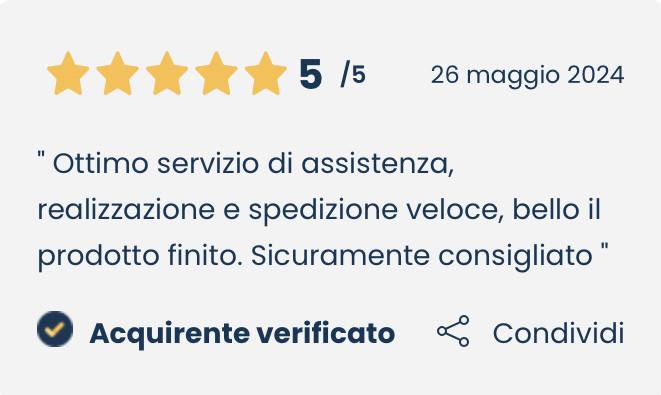 5 /5 26 maggio 2024
" Ottimo servizio di assistenza,
realizzazione e spedizione veloce, bello il
prodotto finito. Sicuramente consigliato "
Acquirente verificato Condividi